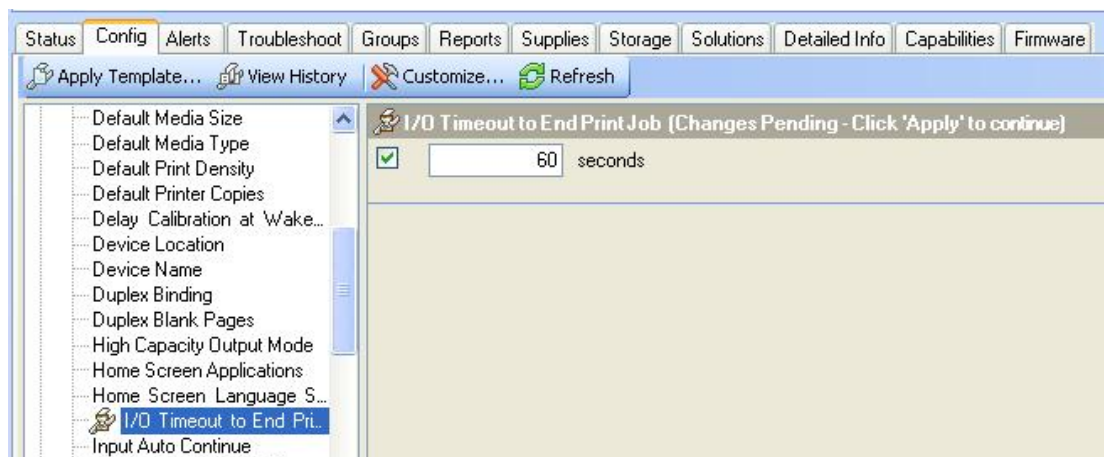 Status Config Alerts Troubleshoot Groups Reports Supplies Storage Solutions Detailed Info Capabilities Firmware
Apply Template... View History Customize... Refresh
Default Media Size
Default Media Type
Default Print Density
Default Printer Copies
Delay Calibration at Wake...
Device Location
Device Name
Duplex Binding
Duplex Blank Pages
High Capacity Output Mode
Home Screen Applications
Home Screen Language S...
I/O Timeout to End Pri...
Input Auto Continue
I/O Timeout to End Print Job (Changes Pending - Click 'Apply' to continue)
60 seconds